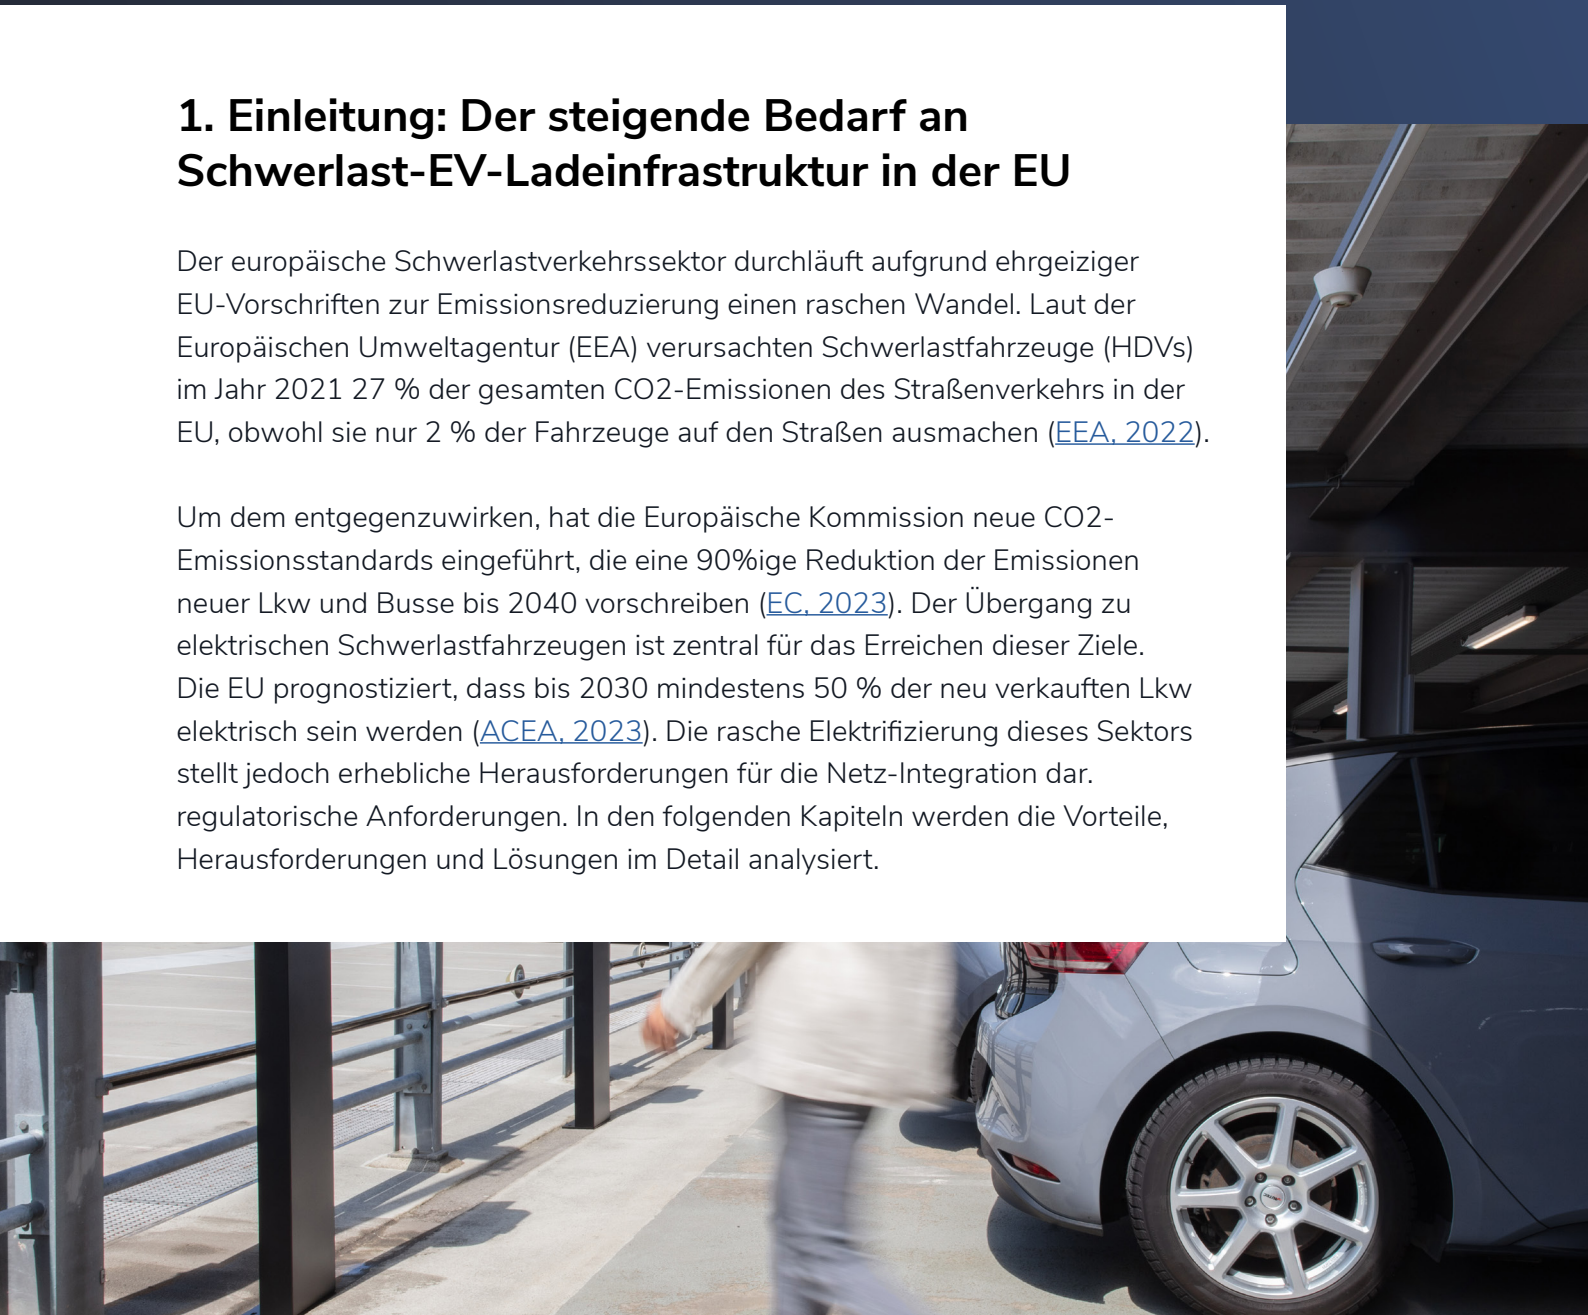 1. Einleitung: Der steigende Bedarf an
Schwerlast-EV-Ladeinfrastruktur in der EU
Der europäische Schwerlastverkehrssektor durchläuft aufgrund ehrgeiziger
EU-Vorschriften zur Emissionsreduzierung einen raschen Wandel. Laut der
Europäischen Umweltagentur (EEA) verursachten Schwerlastfahrzeuge (HDVs)
im Jahr 2021 27 % der gesamten CO2-Emissionen des Straßenverkehrs in der
EU, obwohl sie nur 2 % der Fahrzeuge auf den Straßen ausmachen (EEA, 2022).
Um dem entgegenzuwirken, hat die Europäische Kommission neue CO2-
Emissionsstandards eingeführt, die eine 90%ige Reduktion der Emissionen
neuer Lkw und Busse bis 2040 vorschreiben (EC, 2023). Der Übergang zu
elektrischen Schwerlastfahrzeugen ist zentral für das Erreichen dieser Ziele.
Die EU prognostiziert, dass bis 2030 mindestens 50 % der neu verkauften Lkw
elektrisch sein werden (ACEA, 2023). Die rasche Elektrifizierung dieses Sektors
stellt jedoch erhebliche Herausforderungen für die Netz-Integration dar.
regulatorische Anforderungen. In den folgenden Kapiteln werden die Vorteile,
Herausforderungen und Lösungen im Detail analysiert.